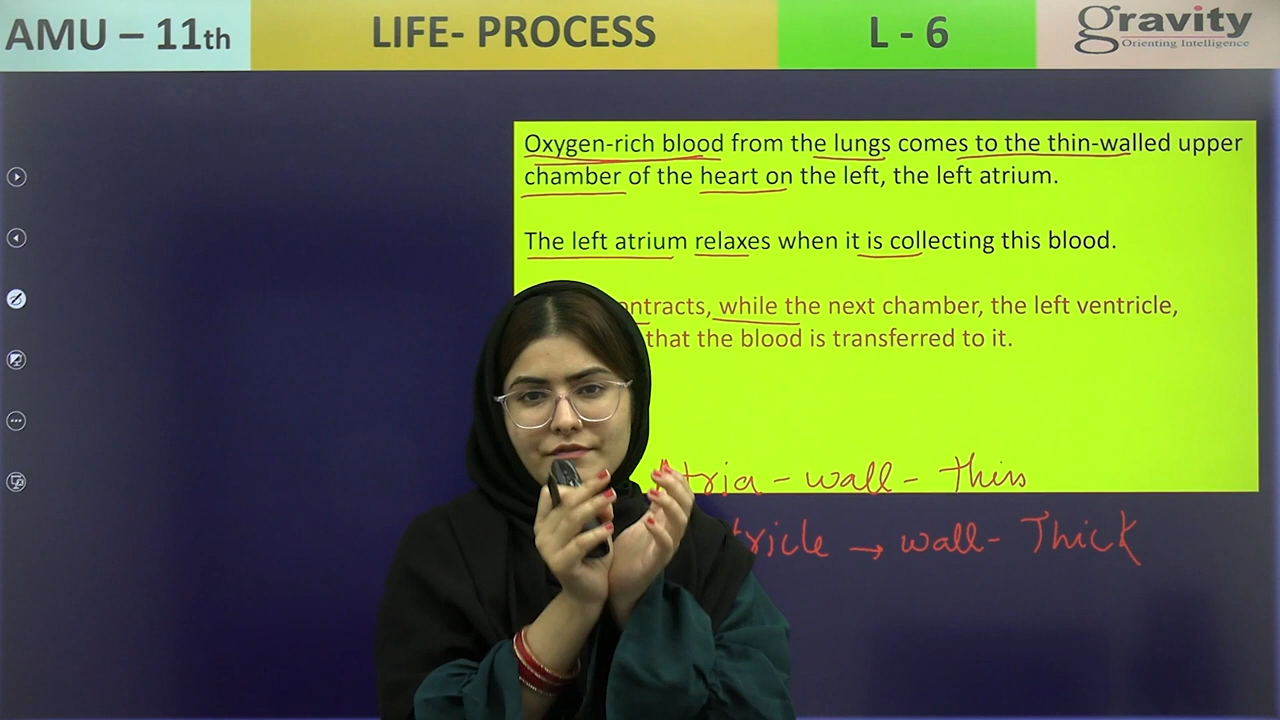 AMU – 11th
LIFE- PROCESS
L - 6
gravity
Orienting Intelligence
Oxygen-rich blood from the lungs comes to the thin-walled upper
chamber of the heart on the left, the left atrium.
The left atrium relaxes when it is collecting this blood.
while the next chamber, the left ventricle,
that the blood is transferred to it.
Atria - wall - Thin
→ wall - Thick